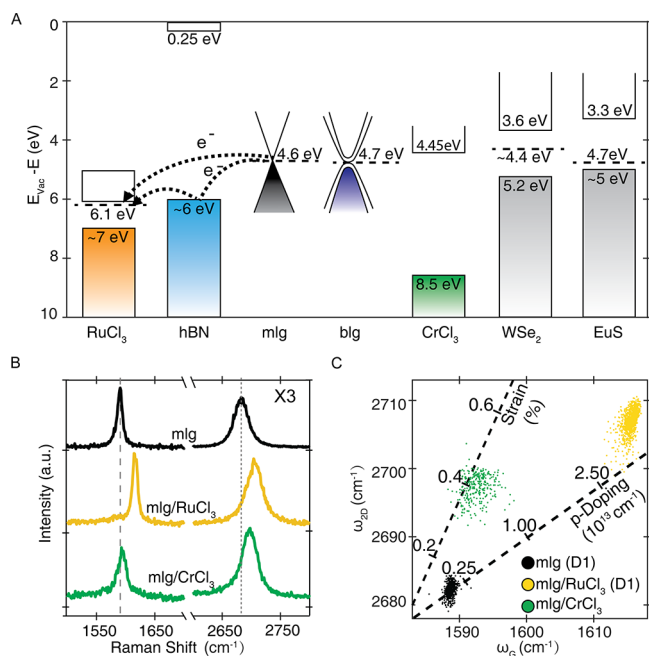 A
E_Vac -E (eV)
0
2
4
6
8
10
0.25 eV
e⁻
e⁻
4.6 eV
4.7 eV
4.45eV
3.6 eV
~4.4 eV
5.2 eV
3.3 eV
4.7eV
~5 eV
6.1 eV
~7 eV
~6 eV
8.5 eV
RuCl₃ hBN mlg blg CrCl₃ WSe₂ EuS
B
X3
mlg
mlg/RuCl₃
mlg/CrCl₃
Intensity (a.u.)
1550 1650 2650 2750
Raman Shift (cm⁻¹)
C
ω_2D (cm⁻¹)
2710
2700
2690
2680
0.6
Strain
(%)
0.4
0.2
0.25
1.00
2.50
p-Doping
(10¹³ cm⁻¹)
mlg (D1)
mlg/RuCl₃ (D1)
mlg/CrCl₃
1590 1600 1610
ω_G (cm⁻¹)